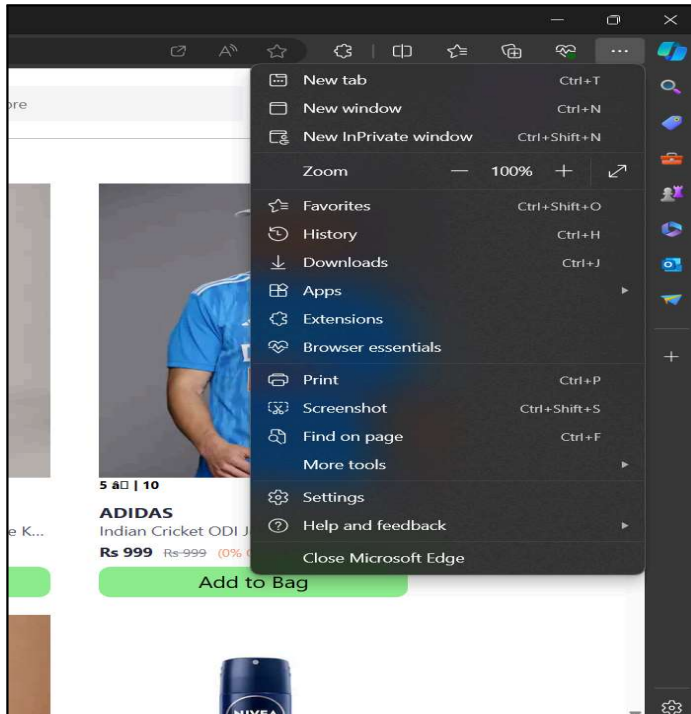 New tab Ctrl+T
ore
New window Ctrl+N
New InPrivate window Ctrl+Shift+N
Zoom — 100% +
Favorites Ctrl+Shift+O
History Ctrl+H
Downloads Ctrl+J
Apps
Extensions
Browser essentials
Print Ctrl+P
Screenshot Ctrl+Shift+S
Find on page Ctrl+F
More tools
Settings
Help and feedback
Close Microsoft Edge
5 â | 10
ADIDAS
e K...
Indian Cricket ODI J
Rs 999 Rs 999 (0%
Add to Bag
NIVEA